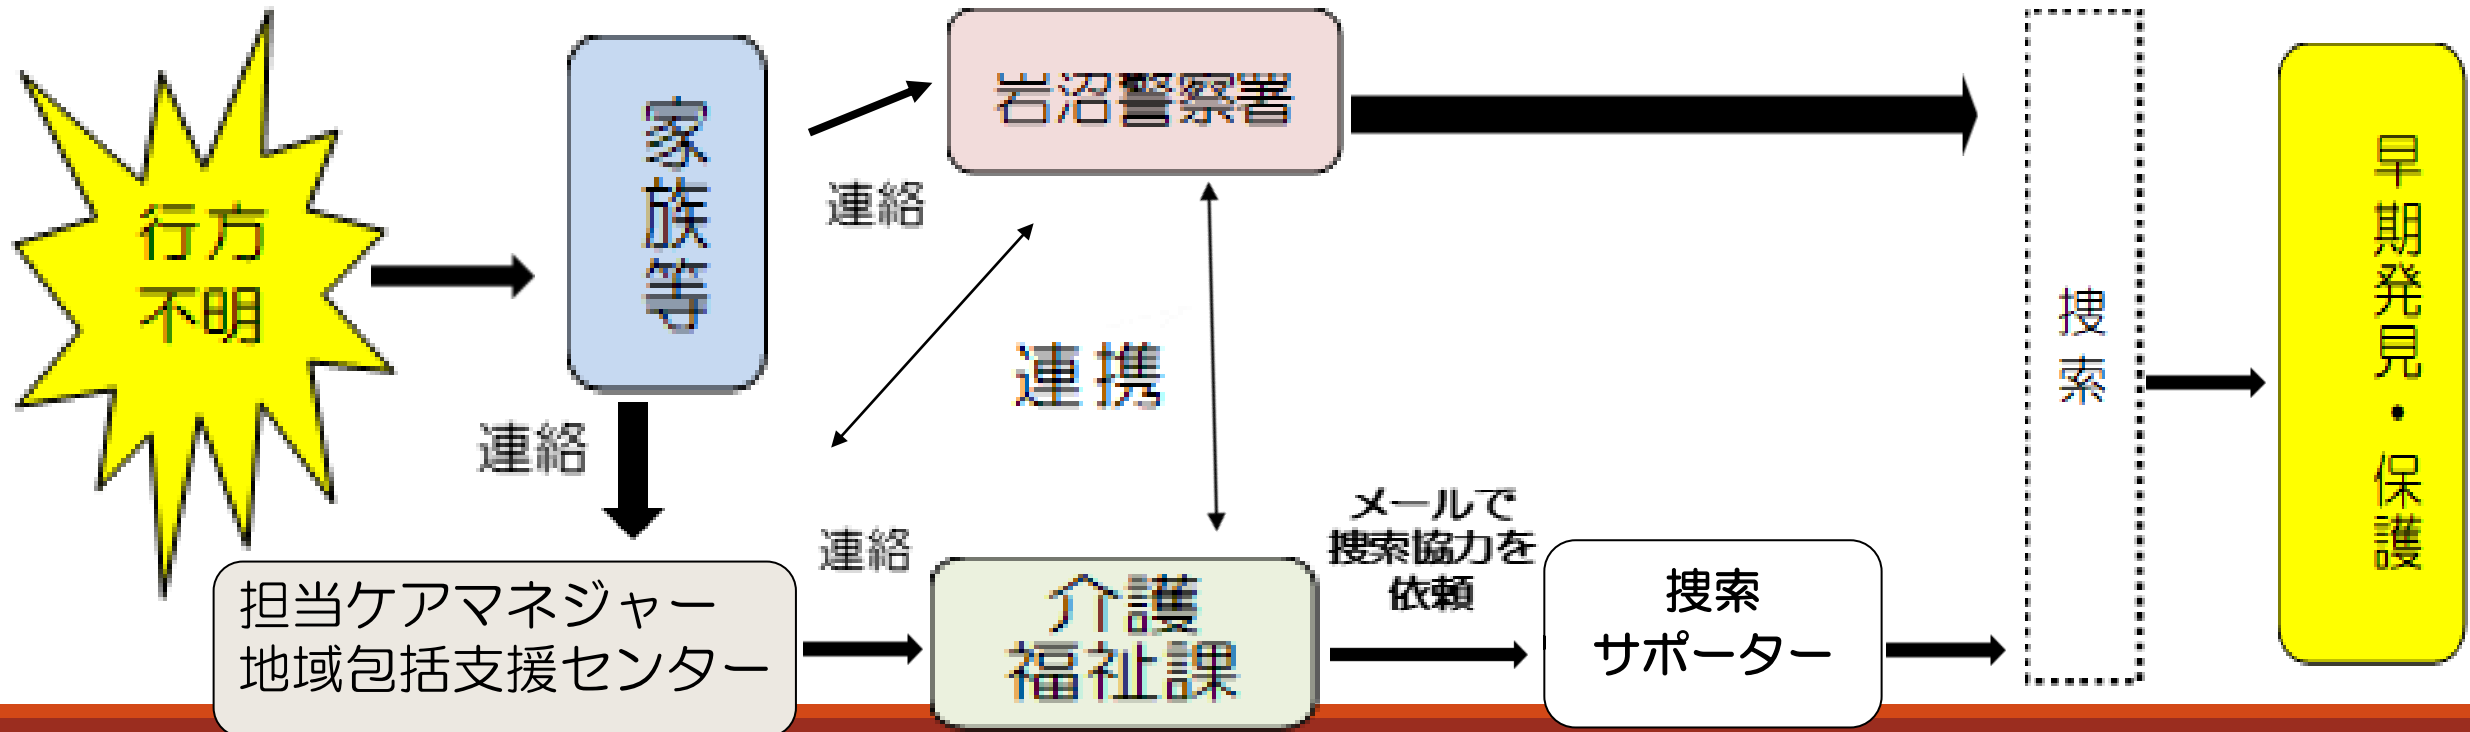 行方
不明
家族等
連絡
岩沼警察署
連絡
連携
連絡
担当ケアマネジャー
地域包括支援センター
介護
福祉課
メールで
捜索協力を
依頼
捜索
サポーター
捜索
早期発見・保護